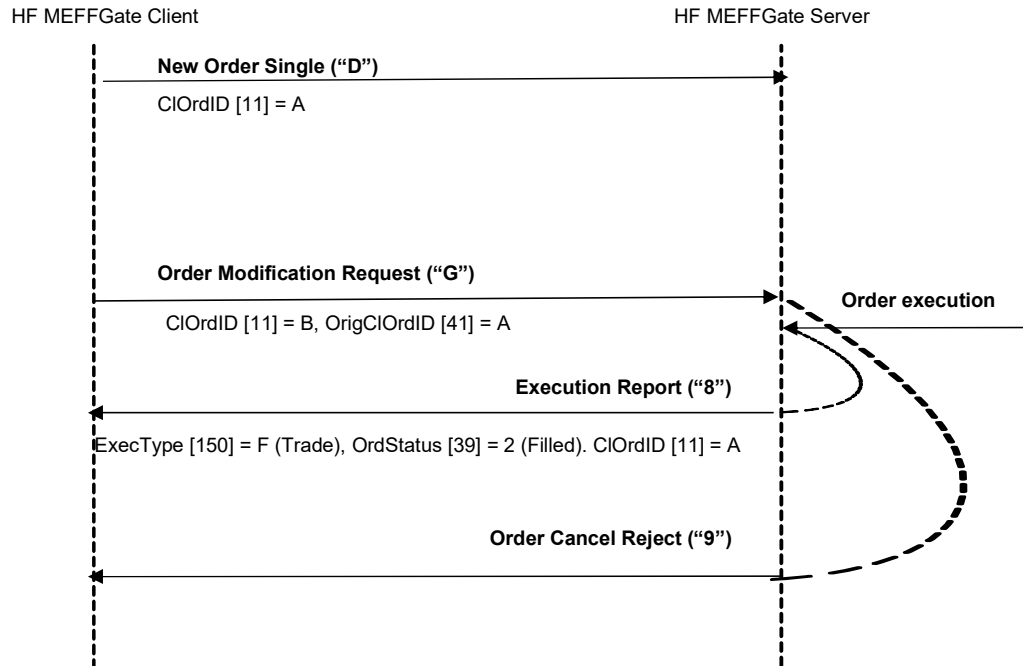 HF MEFFGate Client
HF MEFFGate Server
New Order Single (“D”)
ClOrdID [11] = A
Order Modification Request (“G”)
Order execution
ClOrdID [11] = B, OrigClOrdID [41] = A
Execution Report (“8”)
ExecType [150] = F (Trade), OrdStatus [39] = 2 (Filled). ClOrdID [11] = A
Order Cancel Reject (“9”)